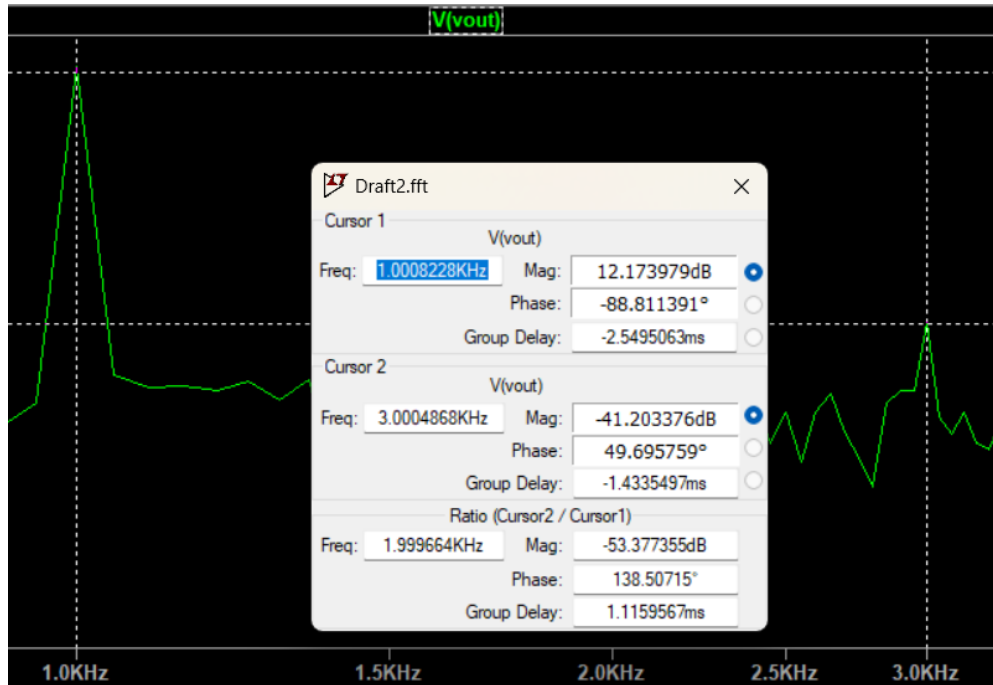 V(vout)
Draft2.fft
Cursor 1
V(vout)
Freq: 1.0008228KHz Mag: 12.173979dB
Phase: -88.811391°
Group Delay: -2.5495063ms
Cursor 2
V(vout)
Freq: 3.0004868KHz Mag: -41.203376dB
Phase: 49.695759°
Group Delay: -1.4335497ms
Ratio (Cursor2 / Cursor1)
Freq: 1.999664KHz Mag: -53.377355dB
Phase: 138.50715°
Group Delay: 1.1159567ms
1.0KHz 1.5KHz 2.0KHz 2.5KHz 3.0KHz